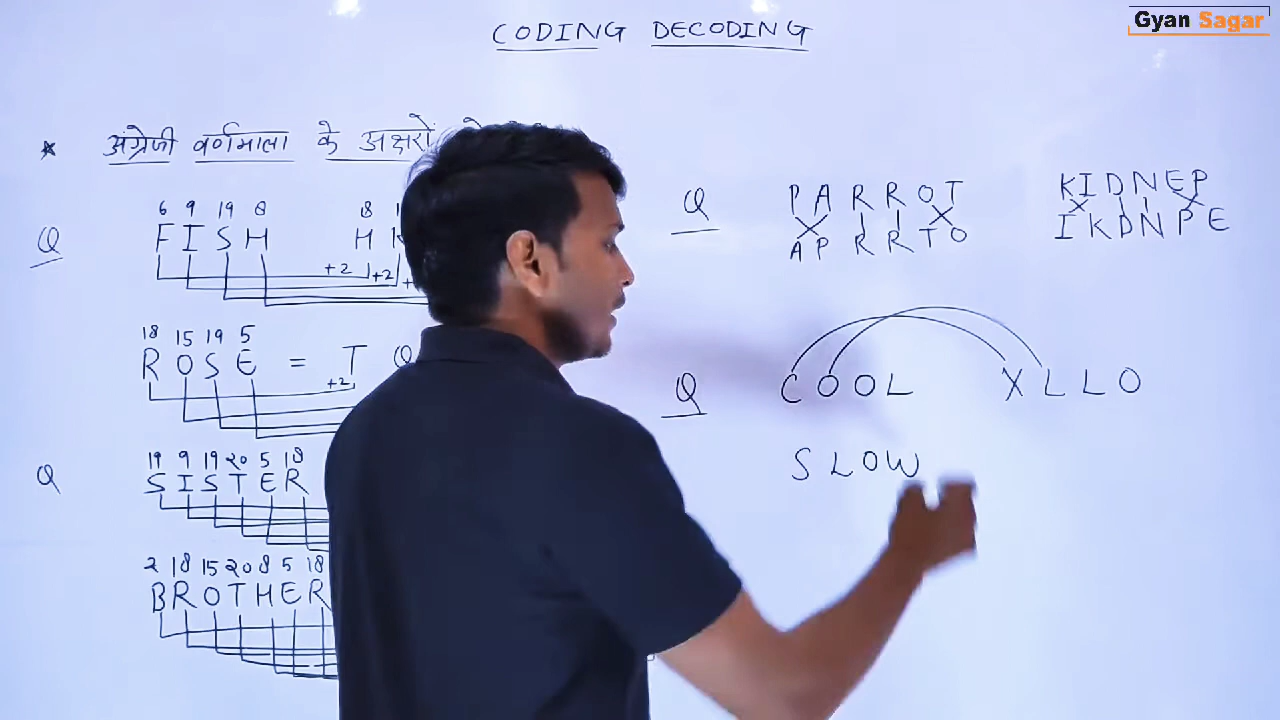 Gyan Sagar
CODING DECODING
* अंग्रेजी वर्णमाला के अक्षरों
Q
6 9 19 8
F I S H
8
H
+2 +2 +
18 15 19 5
R O S E = T Q
+2
Q
19 9 19 20 5 18
S I S T E R
2 18 15 20 8 5 18
B R O T H E R
Q
P A R R O T
A P R R T O
K I D N E P
I K D N P E
Q
C O O L X L L O
S L O W